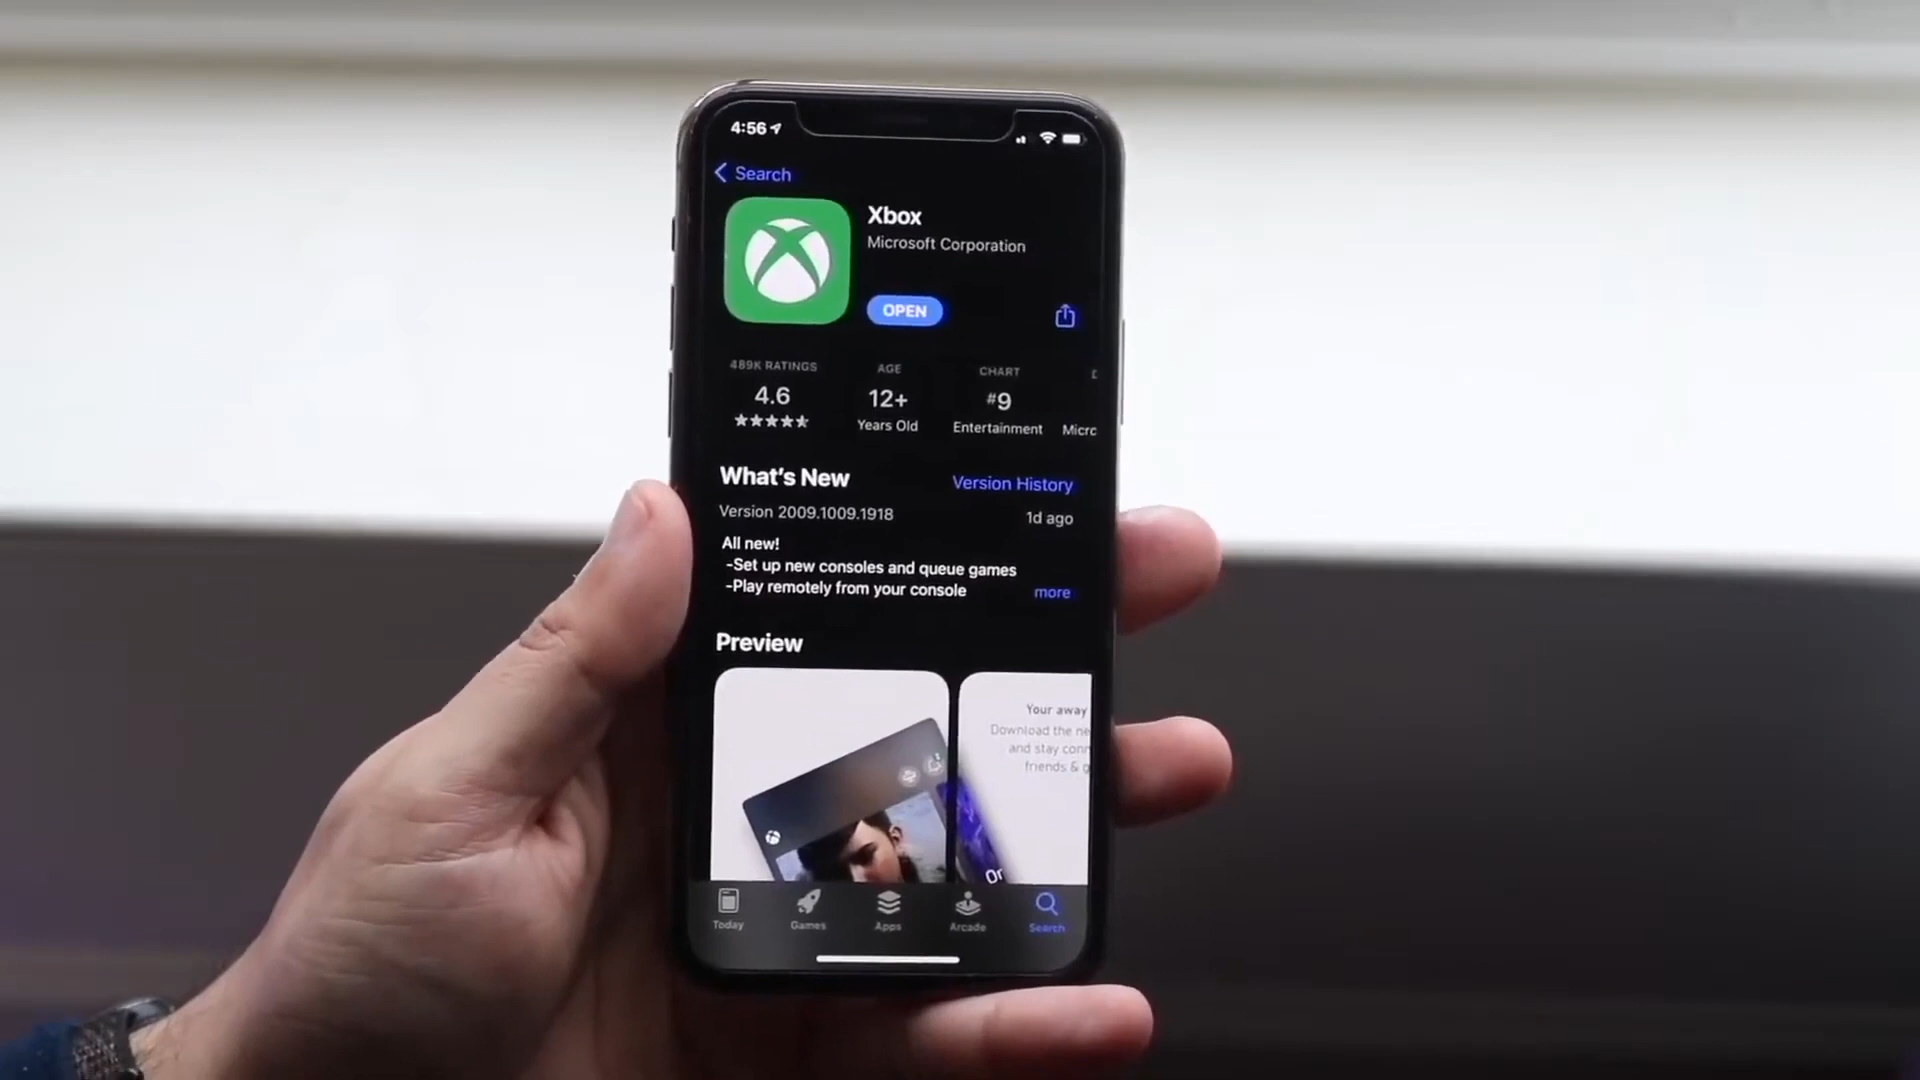 4:56
Search
Xbox
Microsoft Corporation
OPEN
489K RATINGS
4.6
AGE
12+
Years Old
CHART
#9
Entertainment
Micro
What's New
Version History
Version 2009.1009.1918
1d ago
All new!
-Set up new consoles and queue games
-Play remotely from your console
more
Preview
Your away
Download the ne
and stay conn
friends & g
Or
Today
Games
Apps
Arcade
Search